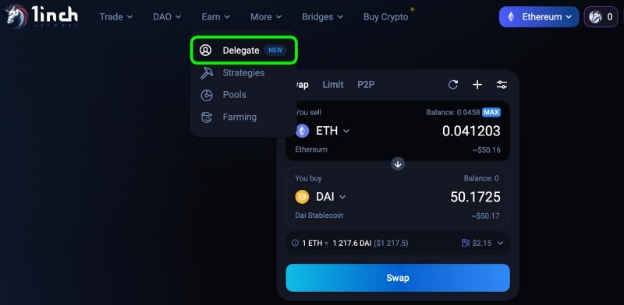 1inch
NETWORK
Trade DAO Earn More Bridges Buy Crypto Ethereum 0
Delegate NEW
Strategies
Pools
Farming
wap Limit P2P
You sell Balance: 0.0458 MAX
ETH 0.041203
Ethereum ~$50.16
You buy Balance: 0
DAI 50.1725
Dai Stablecoin ~$50.17
1 ETH = 1 217.6 DAI ($1 217.5) $2.15
Swap